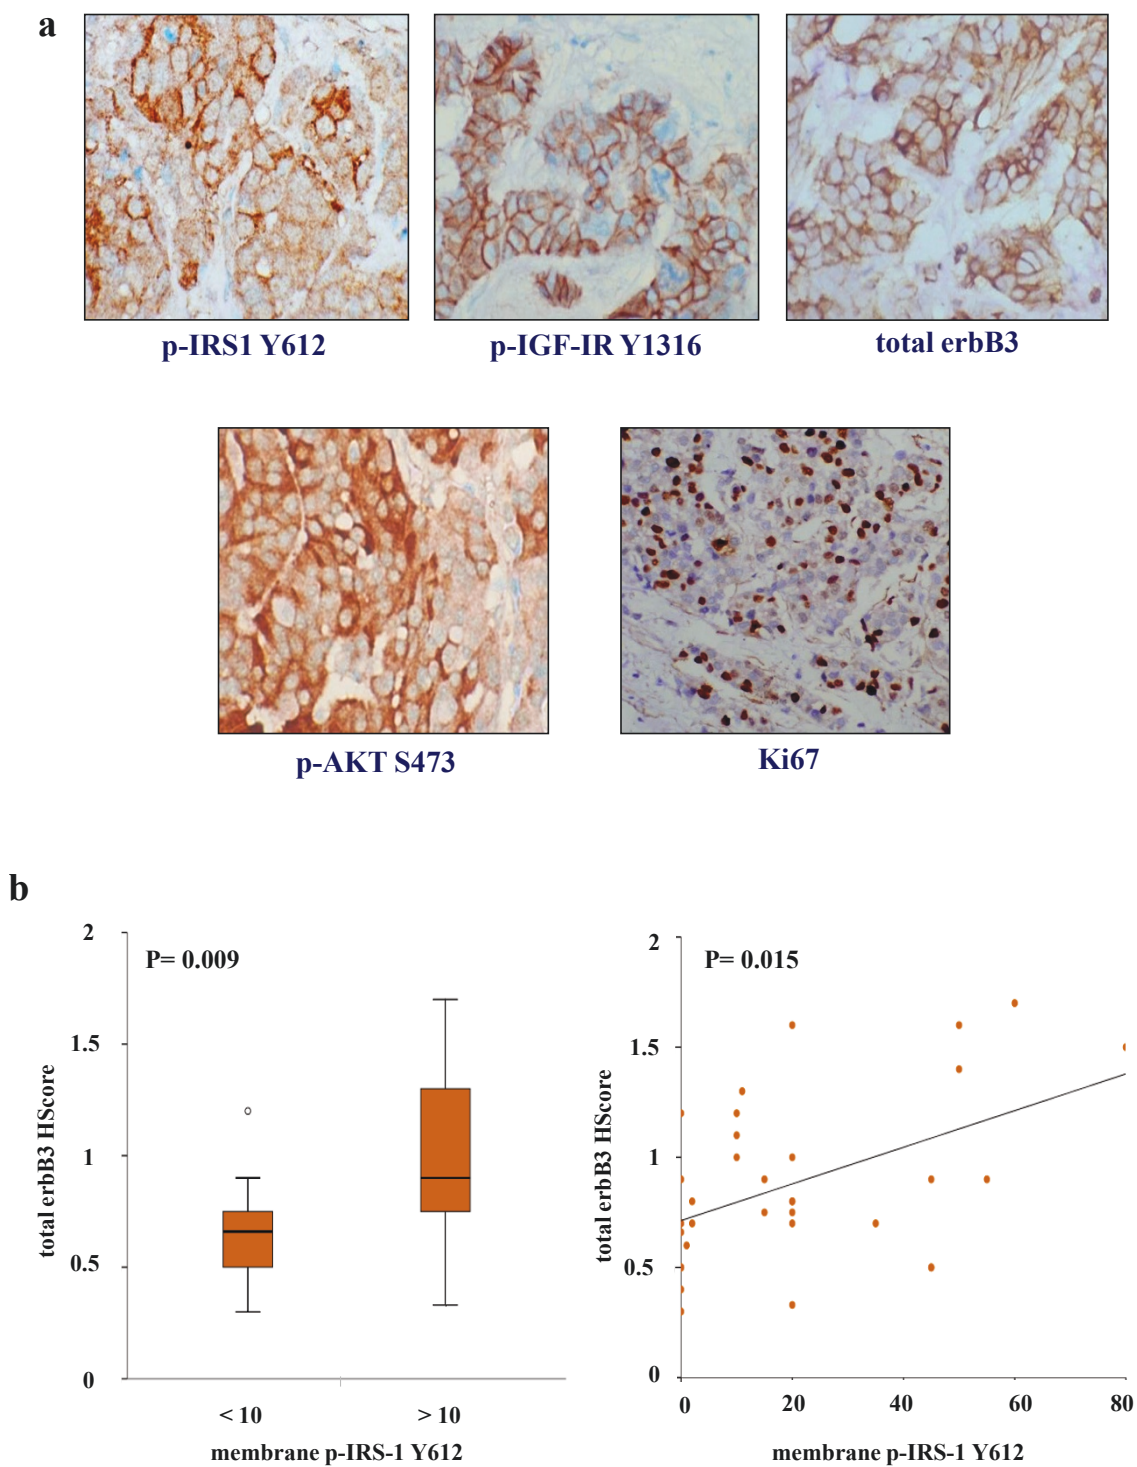 a
p-IRS1 Y612
p-IGF-IR Y1316
total erbB3
p-AKT S473
Ki67
b
2
P= 0.009
1.5
1
0.5
0
total erbB3 HScore
< 10
> 10
membrane p-IRS-1 Y612
2
P= 0.015
1.5
1
0.5
0
total erbB3 HScore
0
20
40
60
80
membrane p-IRS-1 Y612